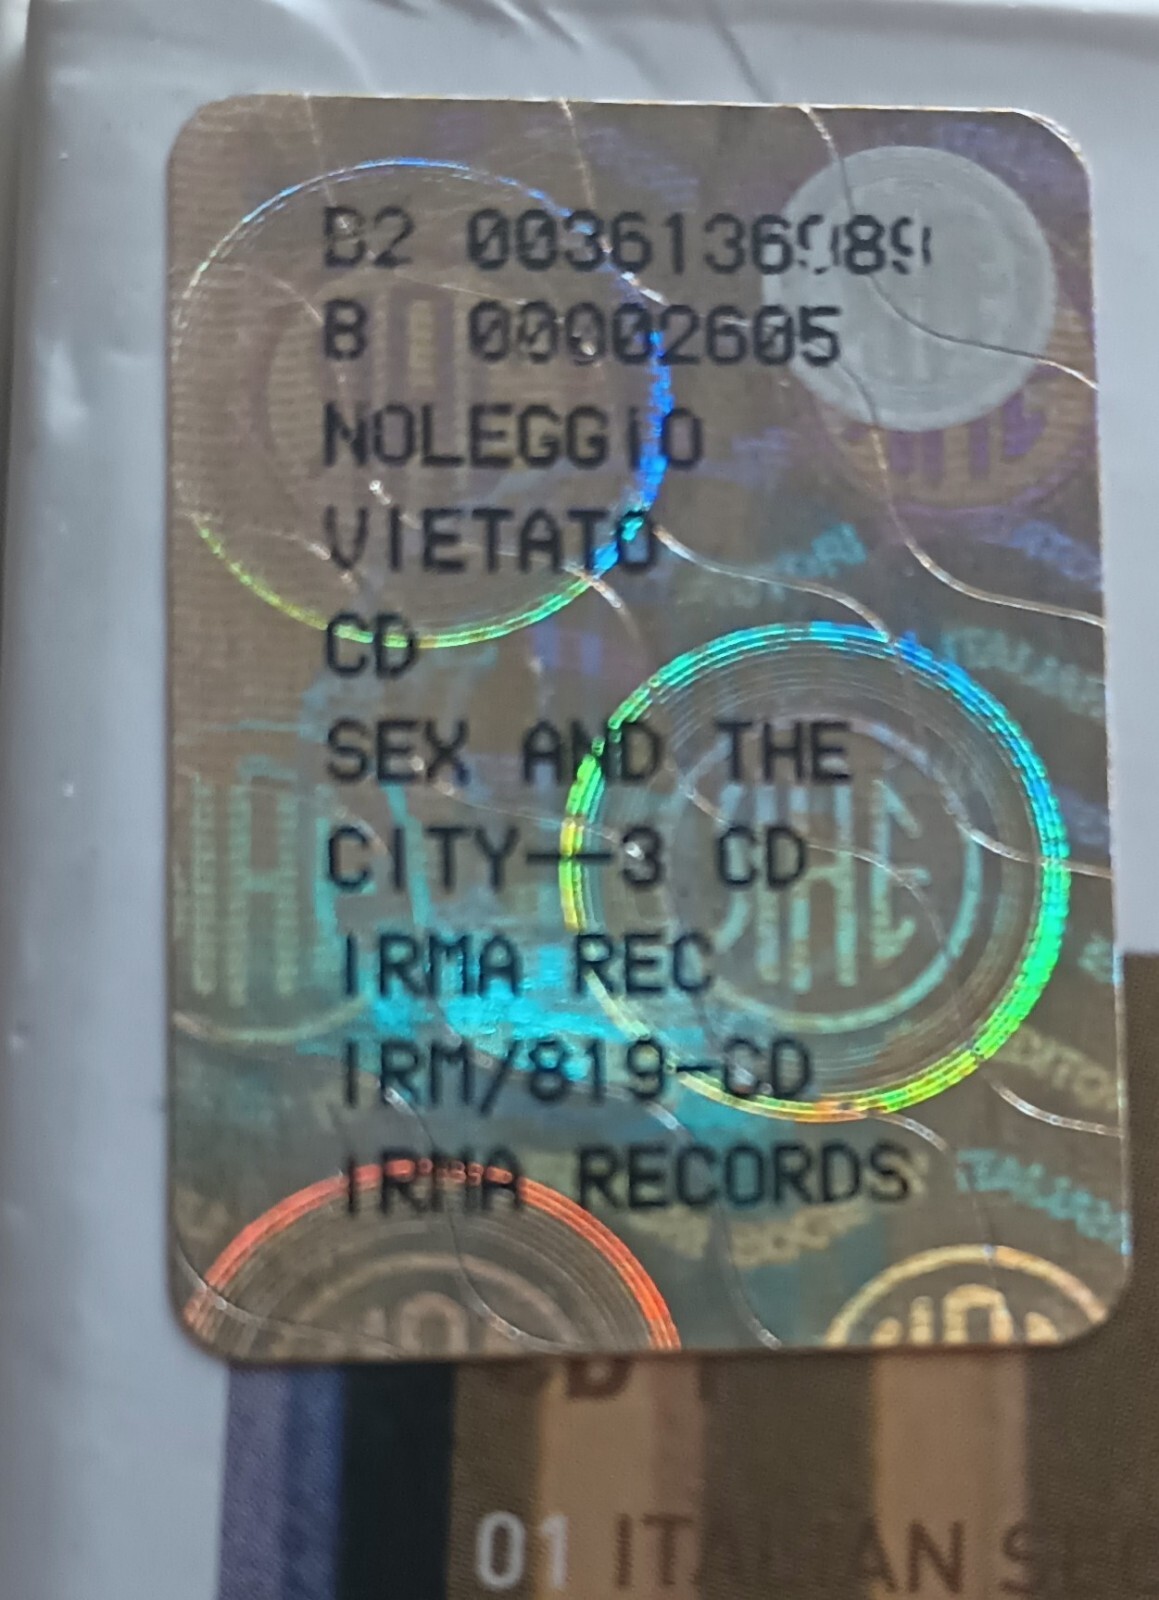 B2 0036136989
B 00002605
NOLEGGIO
VIETATO
CD
SEX AND THE
CITY--3 CD
IRMA REC
IRM/819-CD
IRMA RECORDS
01 ITALIAN